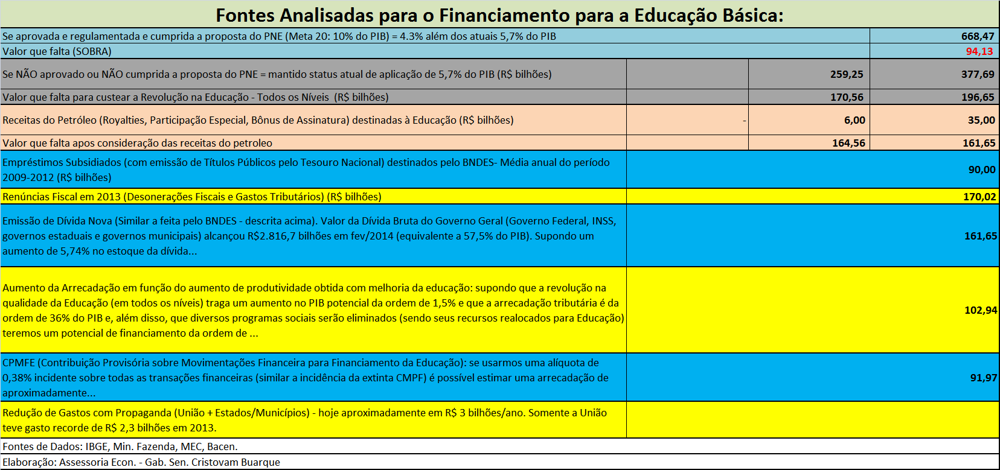 Fontes Analisadas para o Financiamento para a Educação Básica:
Se aprovada e regulamentada e cumprida a proposta do PNE (Meta 20: 10% do PIB) = 4.3% além dos atuais 5,7% do PIB 668,47
Valor que falta (SOBRA) 94,13
Se NÃO aprovado ou NÃO cumprida a proposta do PNE = mantido status atual de aplicação de 5,7% do PIB (R$ bilhões) 259,25 377,69
Valor que falta para custear a Revolução na Educação - Todos os Níveis (R$ bilhões) 170,56 196,65
Receitas do Petróleo (Royalties, Participação Especial, Bônus de Assinatura) destinadas à Educação (R$ bilhões) - 6,00 35,00
Valor que falta apos consideração das receitas do petroleo 164,56 161,65
Empréstimos Subsidiados (com emissão de Títulos Públicos pelo Tesouro Nacional) destinados pelo BNDES- Média anual do período
2009-2012 (R$ bilhões)
90,00
Renúncias Fiscal em 2013 (Desonerações Fiscais e Gastos Tributários) (R$ bilhões) 170,02
Emissão de Dívida Nova (Similar a feita pelo BNDES - descrita acima). Valor da Dívida Bruta do Governo Geral (Governo Federal, INSS,
governos estaduais e governos municipais) alcançou R$2.816,7 bilhões em fev/2014 (equivalente a 57,5% do PIB). Supondo um
aumento de 5,74% no estoque da dívida...
161,65
Aumento da Arrecadação em função do aumento de produtividade obtida com melhoria da educação: supondo que a revolução na
qualidade da Educação (em todos os níveis) traga um aumento no PIB potencial da ordem de 1,5% e que a arrecadação tributária é da
ordem de 36% do PIB e, além disso, que diversos programas sociais serão eliminados (sendo seus recursos realocados para Educação)
teremos um potencial de financiamento da ordem de ...
102,94
CPMFE (Contribuição Provisória sobre Movimentações Financeira para Financiamento da Educação): se usarmos uma alíquota de
0,38% incidente sobre todas as transações financeiras (similar a incidência da extinta CMPF) é possível estimar uma arrecadação de
aproximadamente...
91,97
Redução de Gastos com Propaganda (União + Estados/Municípios) - hoje aproximadamente em R$ 3 bilhões/ano. Somente a União
teve gasto recorde de R$ 2,3 bilhões em 2013.
Fontes de Dados: IBGE, Min. Fazenda, MEC, Bacen.
Elaboração: Assessoria Econ. - Gab. Sen. Cristovam Buarque